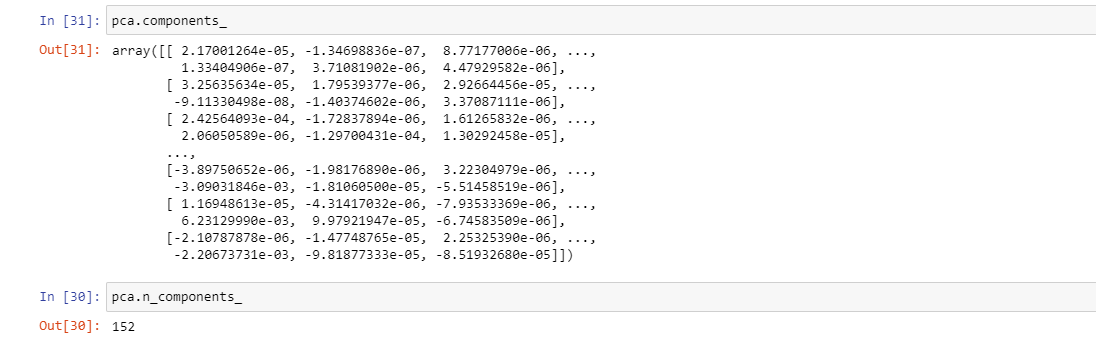 In [31]: pca.components_
Out[31]: array([[ 2.17001264e-05, -1.34698836e-07, 8.77177006e-06, ...,
1.33404906e-07, 3.71081902e-06, 4.47929582e-06],
[ 3.25635634e-05, 1.79539377e-06, 2.92664456e-05, ...,
-9.11330498e-08, -1.40374602e-06, 3.37087111e-06],
[ 2.42564093e-04, -1.72837894e-06, 1.61265832e-06, ...,
2.06050589e-06, -1.29700431e-04, 1.30292458e-05],
...,
[-3.89750652e-06, -1.98176890e-06, 3.22304979e-06, ...,
-3.09031846e-03, -1.81060500e-05, -5.51458519e-06],
[ 1.16948613e-05, -4.31417032e-06, -7.93533369e-06, ...,
6.23129990e-03, 9.97921947e-05, -6.74583509e-06],
[-2.10787878e-06, -1.47748765e-05, 2.25325390e-06, ...,
-2.20673731e-03, -9.81877333e-05, -8.51932680e-05]])
In [30]: pca.n_components_
Out[30]: 152